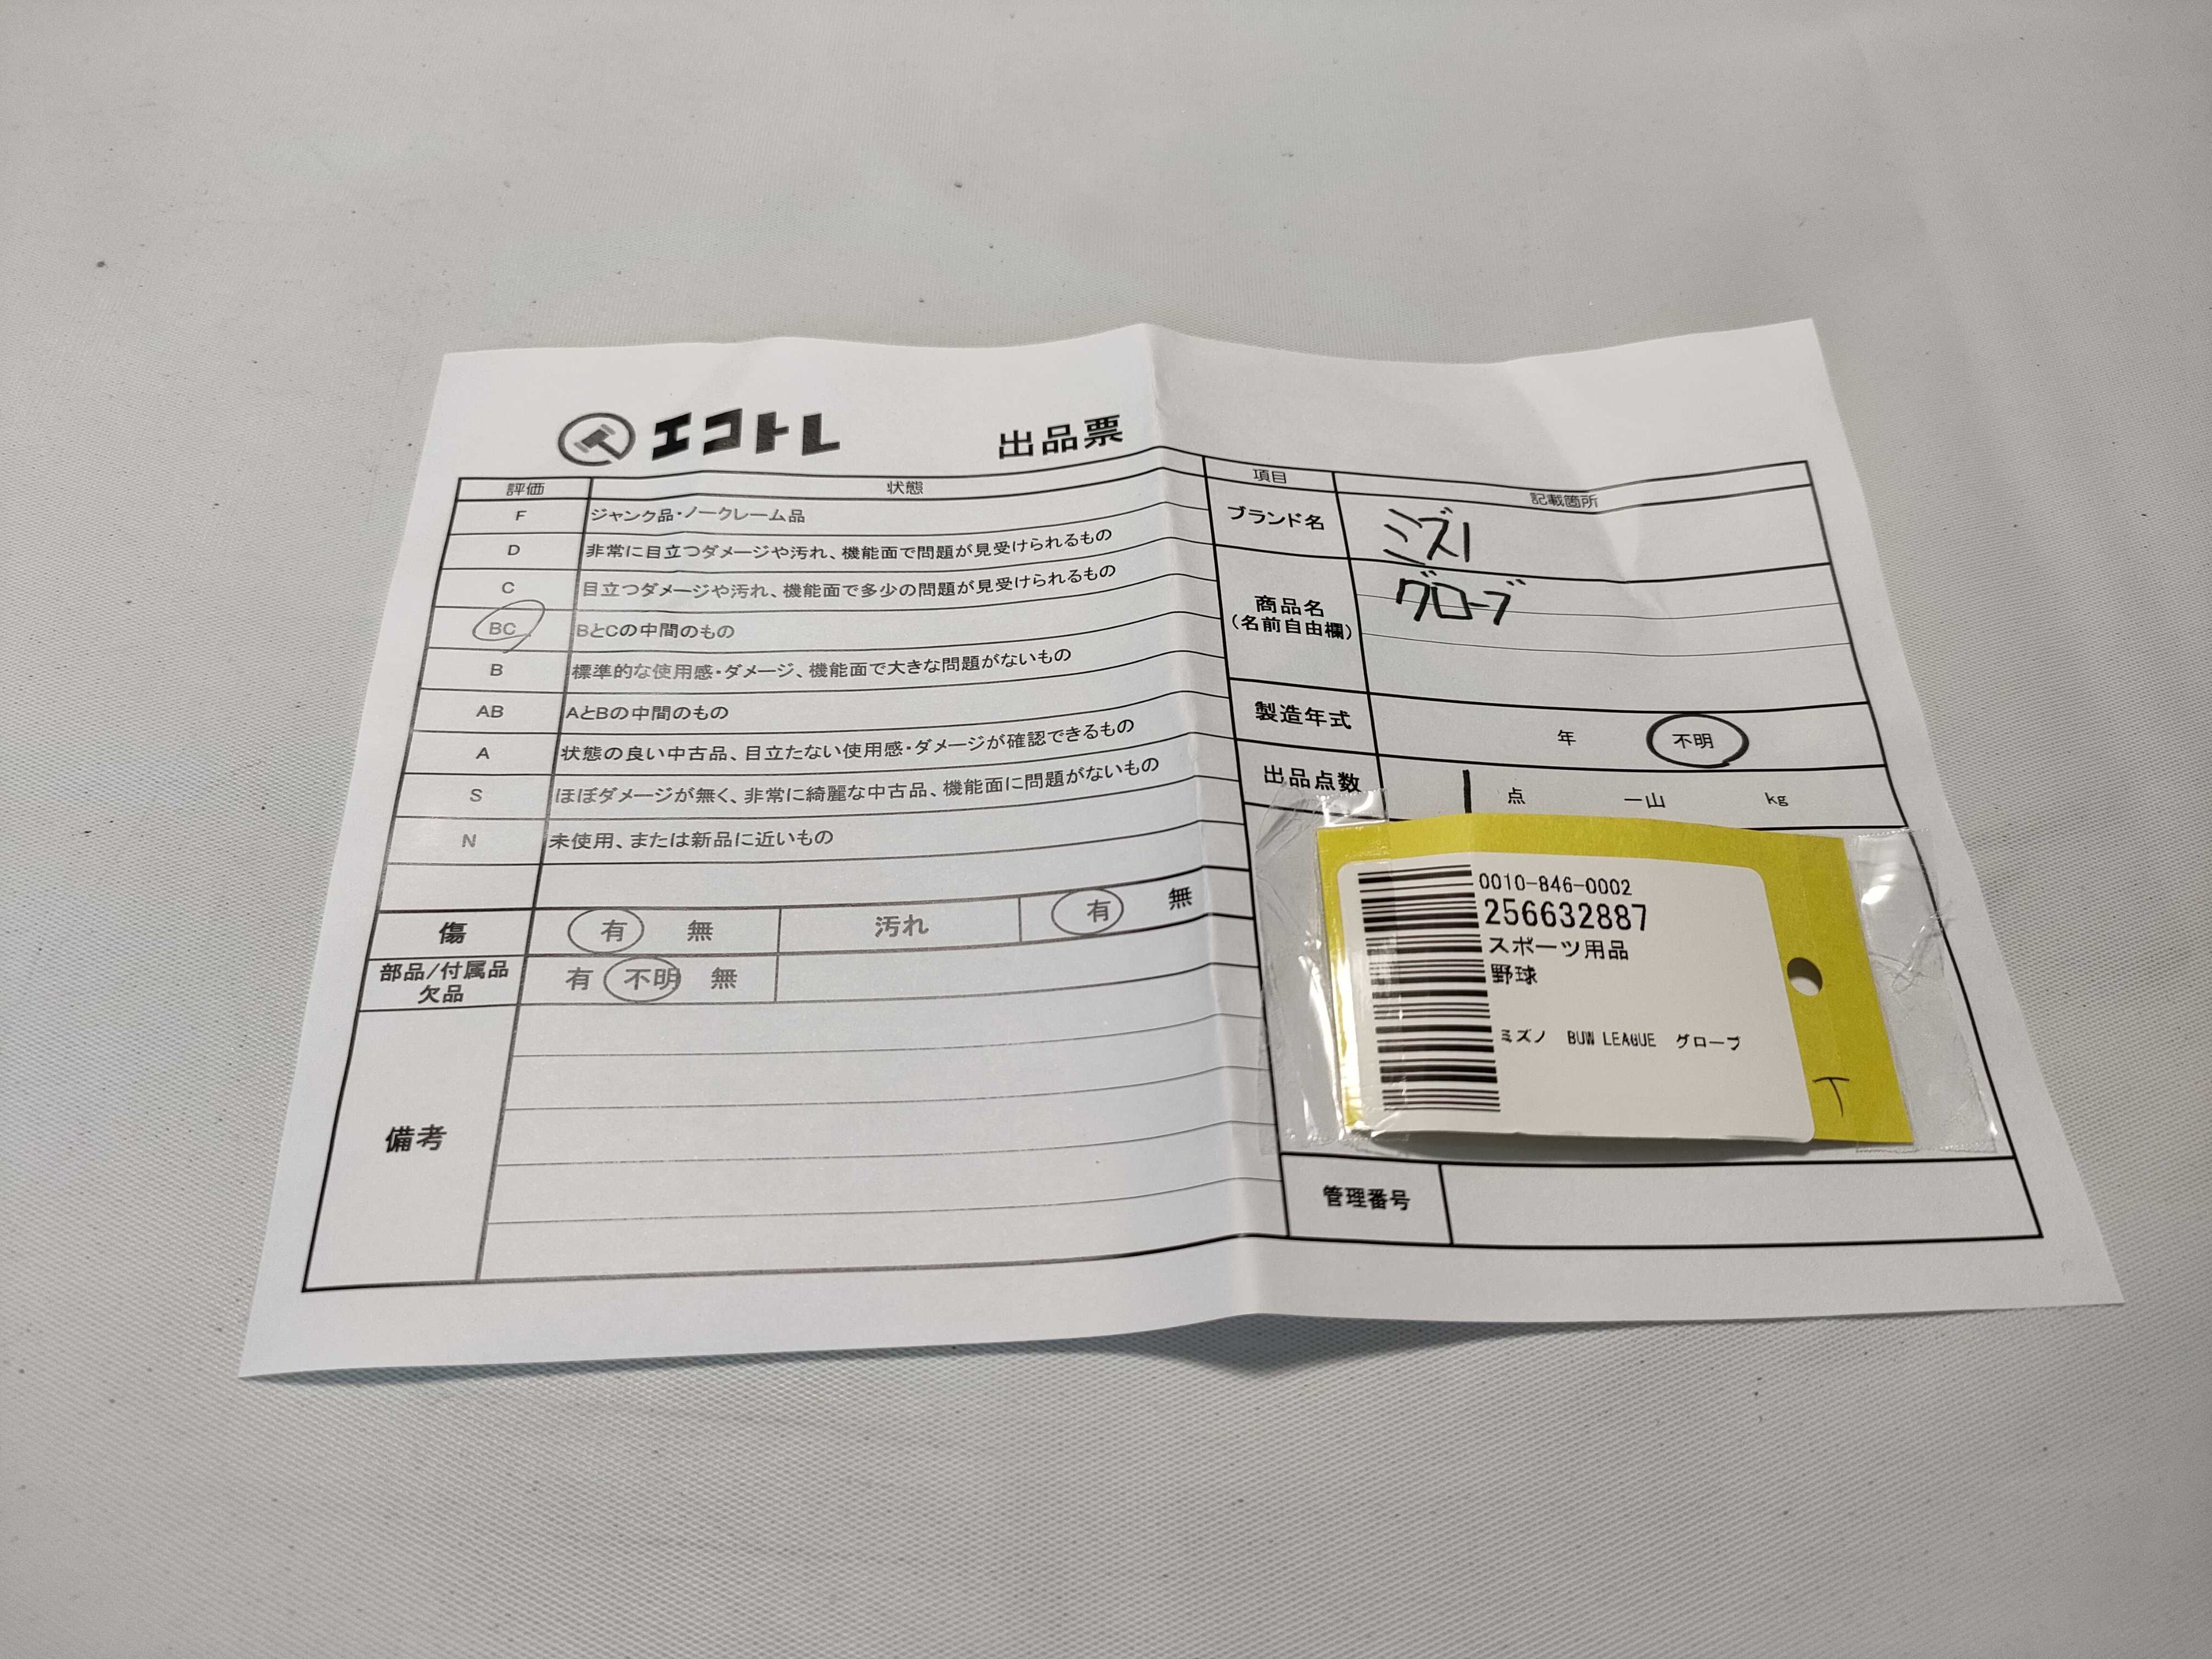 エコトレ 出品票
評価 状態
F ジャンク品・ノークレーム品
D 非常に目立つダメージや汚れ、機能面で問題が見受けられるもの
C 目立つダメージや汚れ、機能面で多少の問題が見受けられるもの
BC BとCの中間のもの
B 標準的な使用感・ダメージ、機能面で大きな問題がないもの
AB AとBの中間のもの
A 状態の良い中古品、目立たない使用感・ダメージが確認できるもの
S ほぼダメージが無く、非常に綺麗な中古品、機能面に問題がないもの
N 未使用、または新品に近いもの
傷 有 無 汚れ 有 無
部品/付属品
欠品 有 不明 無
備考
項目 記載箇所
ブランド名 ミズノ
商品名
(名前自由欄) グローブ
製造年式 年 不明
出品点数 1 点 一山 kg
0010-846-0002
256632887
スポーツ用品
野球
ミズノ BUW LEAGUE グローブ
T
管理番号